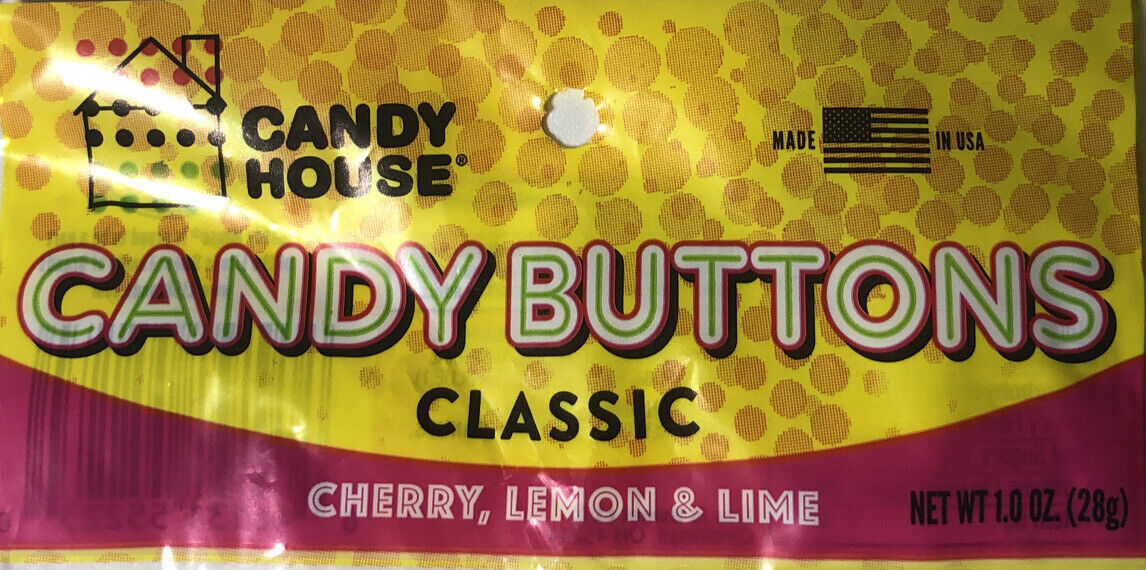 CANDY
HOUSE®
MADE IN USA
CANDY BUTTONS
CLASSIC
CHERRY, LEMON & LIME
NET WT 1.0 OZ. (28g)